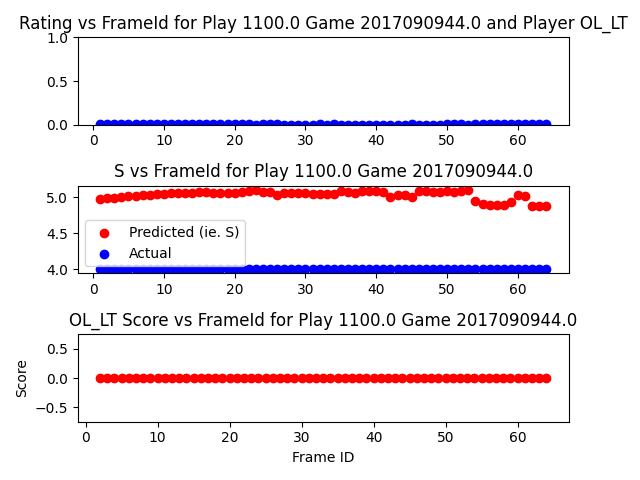 Rating vs FrameId for Play 1100.0 Game 2017090944.0 and Player OL_LT
1.0
0.5
0.0
0 10 20 30 40 50 60
S vs FrameId for Play 1100.0 Game 2017090944.0
5.0
4.5
4.0
Predicted (ie. S)
Actual
0 10 20 30 40 50 60
OL_LT Score vs FrameId for Play 1100.0 Game 2017090944.0
Score
0.5
0.0
−0.5
0 10 20 30 40 50 60
Frame ID